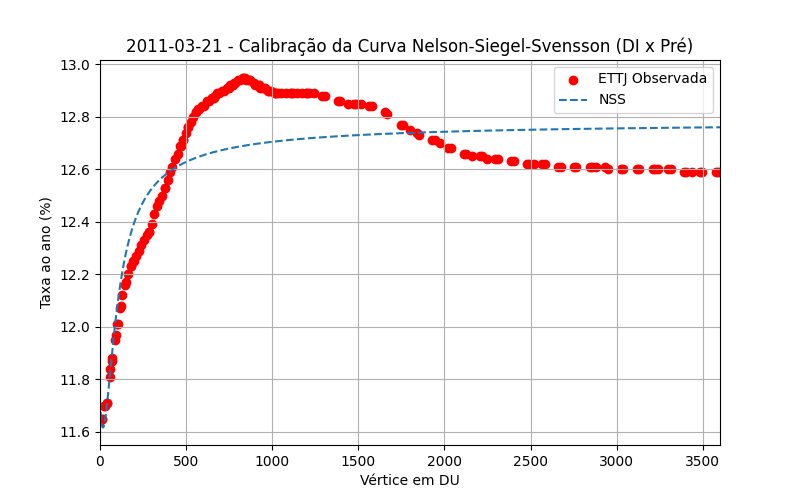 2011-03-21 - Calibração da Curva Nelson-Siegel-Svensson (DI x Pré)
ETTJ Observada
NSS
Taxa ao ano (%)
13.0
12.8
12.6
12.4
12.2
12.0
11.8
11.6
0 500 1000 1500 2000 2500 3000 3500
Vértice em DU